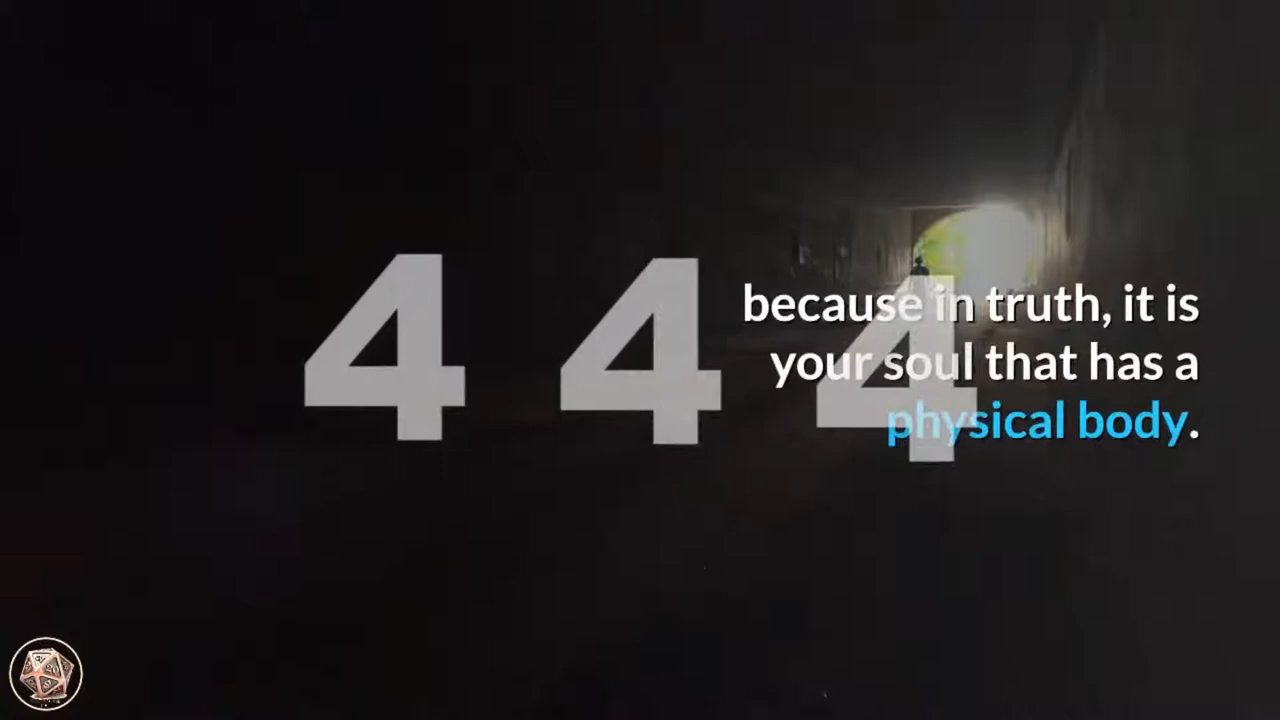 4 4 4
because in truth, it is
your soul that has a
physical body.